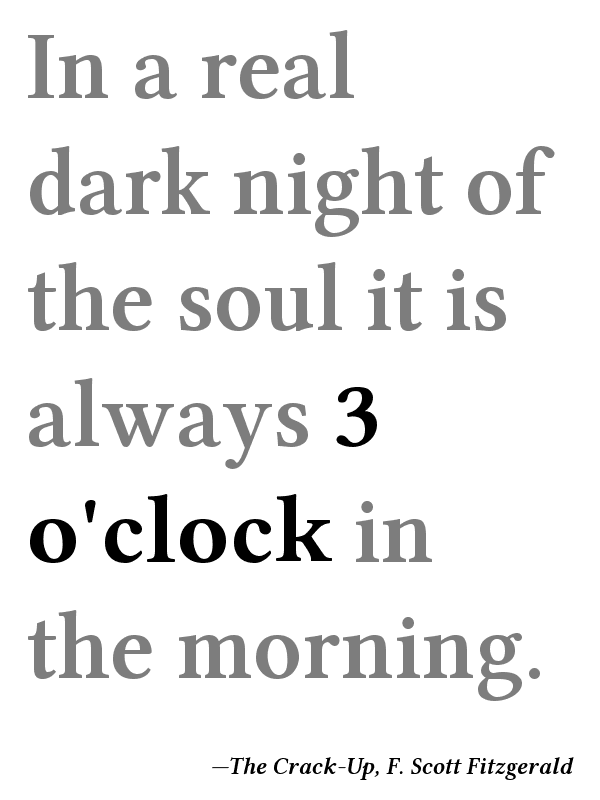 In a real
dark night of
the soul it is
always 3
o'clock in
the morning.
—The Crack-Up, F. Scott Fitzgerald